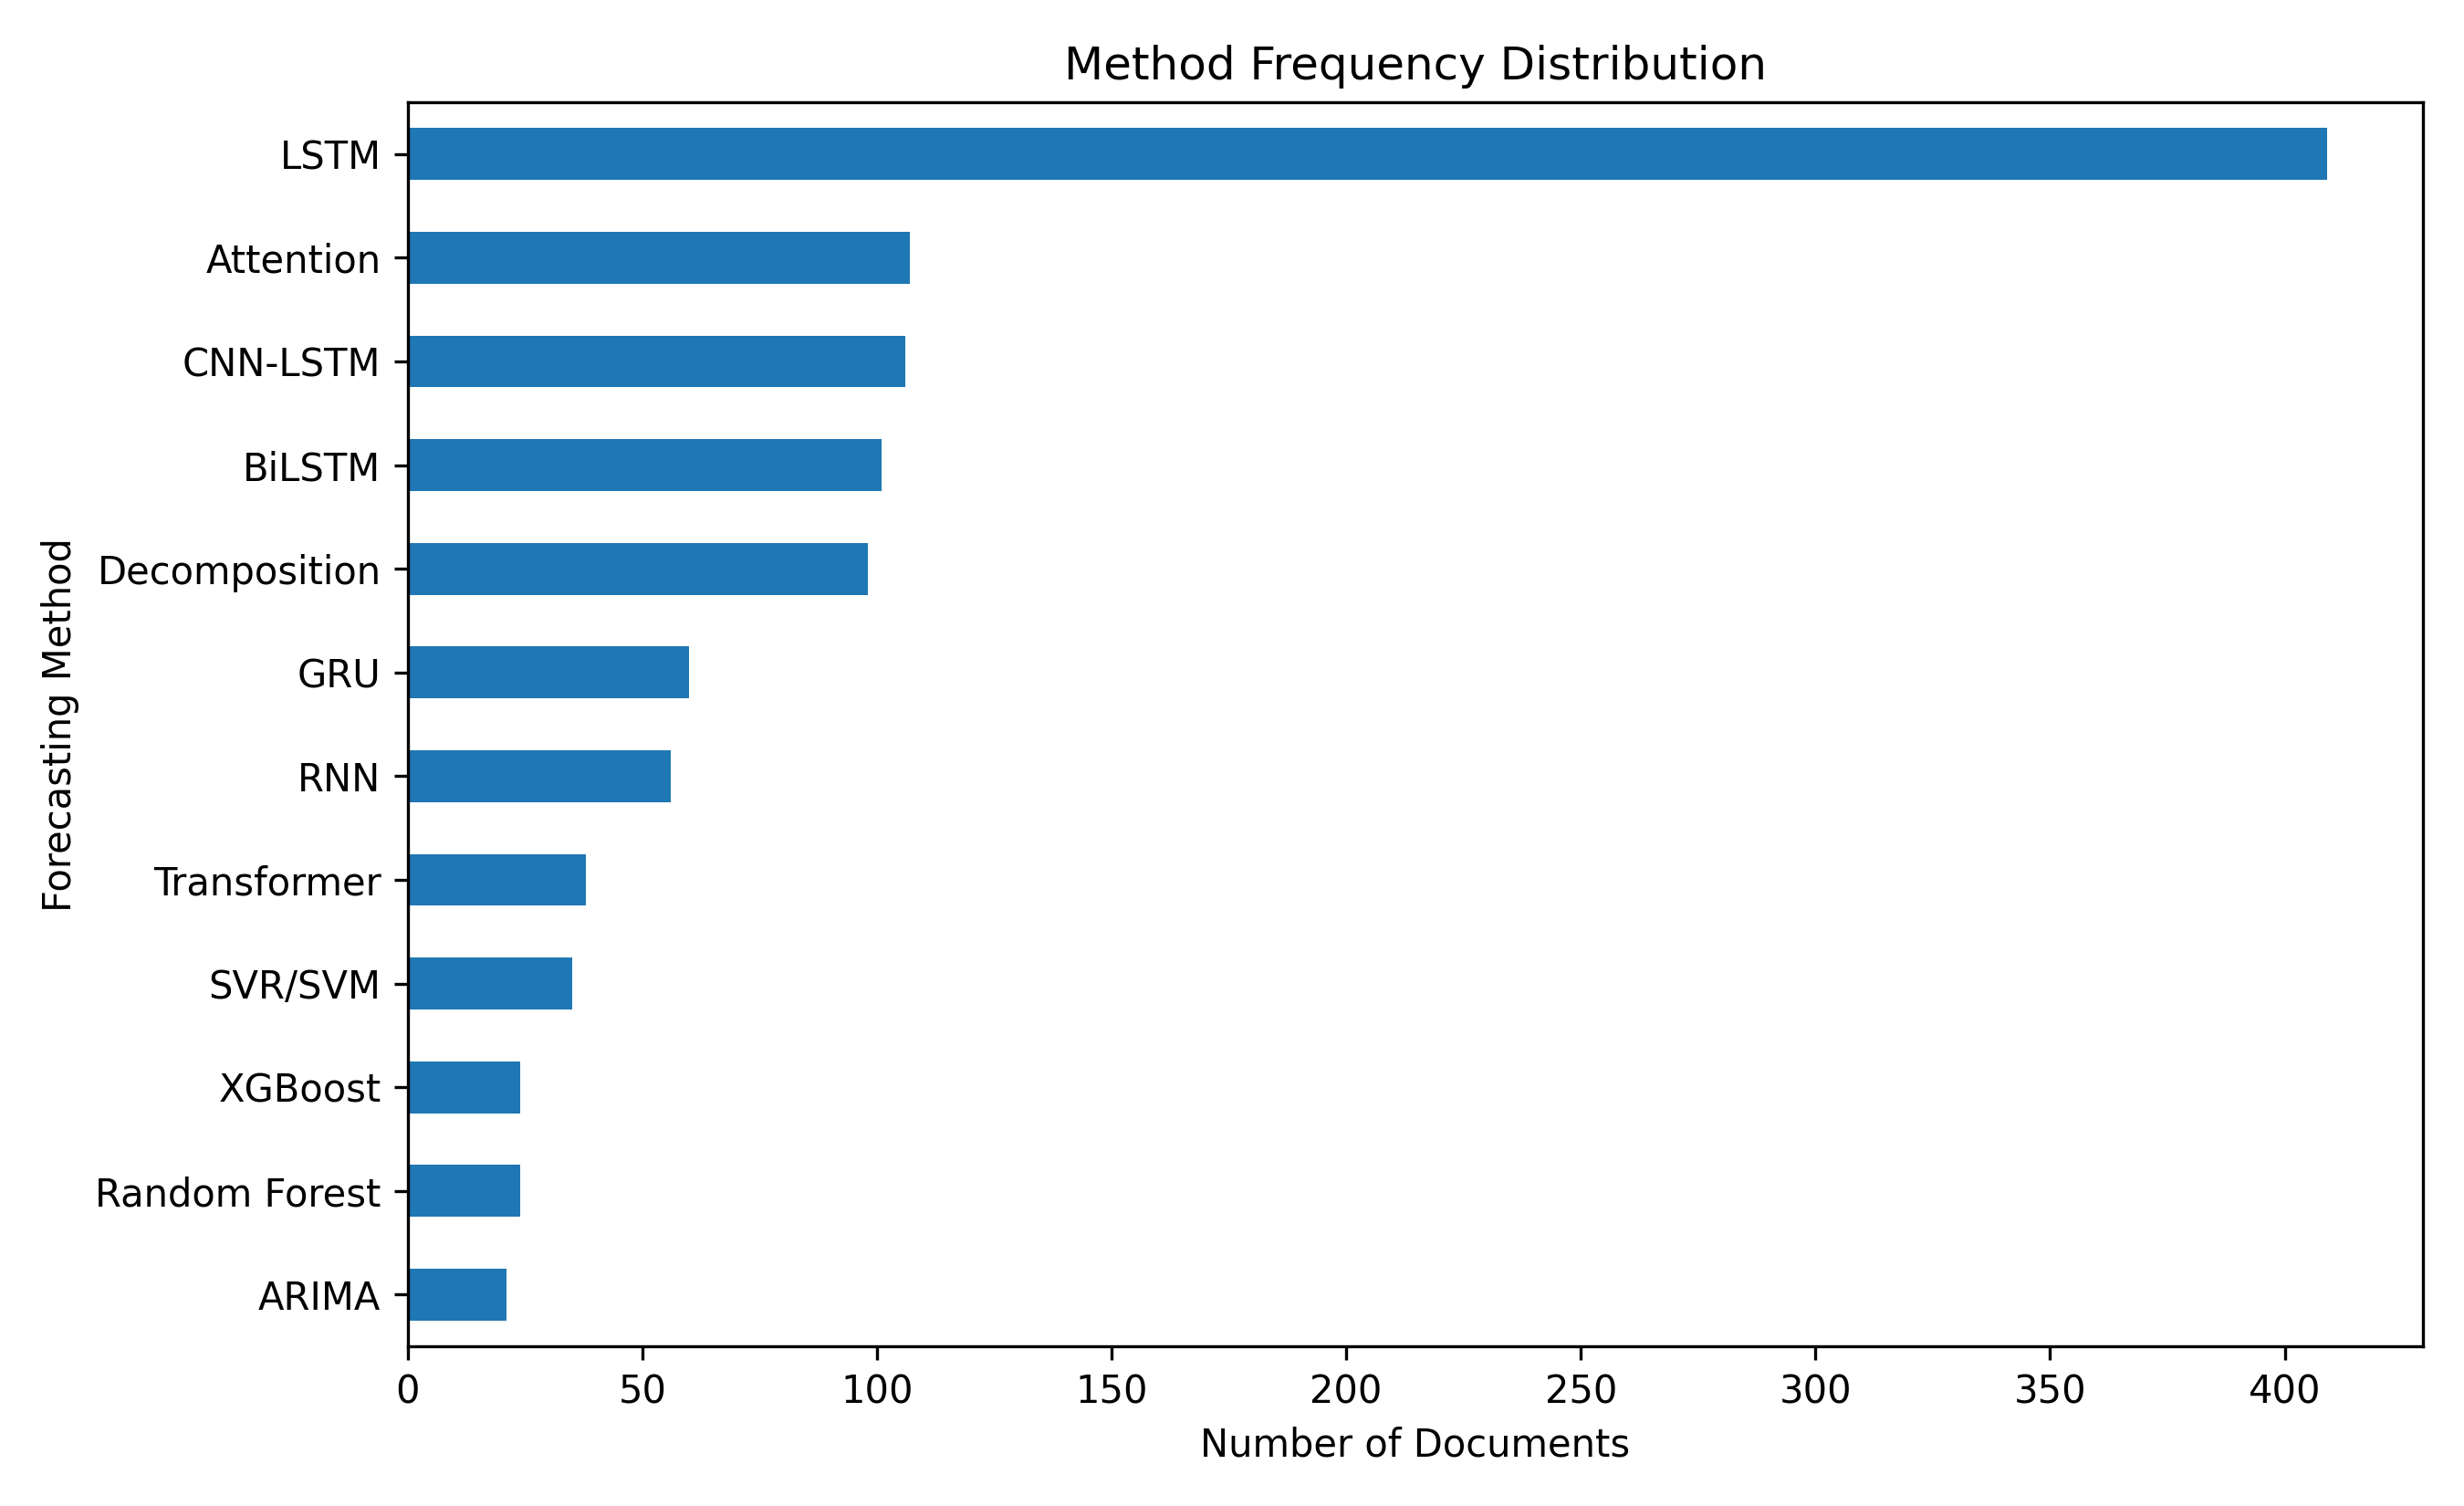 Method Frequency Distribution
LSTM
Attention
CNN-LSTM
BiLSTM
Decomposition
GRU
RNN
Transformer
SVR/SVM
XGBoost
Random Forest
ARIMA
Forecasting Method
0 50 100 150 200 250 300 350 400
Number of Documents